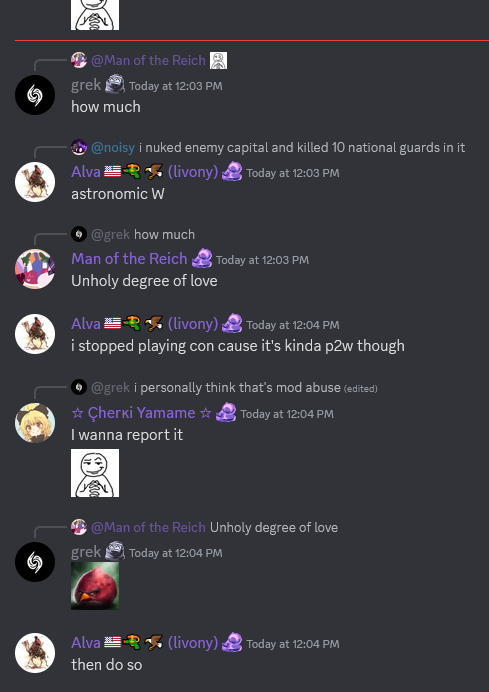 @Man of the Reich
grek Today at 12:03 PM
how much
@noisy i nuked enemy capital and killed 10 national guards in it
Alva (livony) Today at 12:03 PM
astronomic W
@grek how much
Man of the Reich Today at 12:03 PM
Unholy degree of love
Alva (livony) Today at 12:04 PM
i stopped playing con cause it's kinda p2w though
@grek i personally think that's mod abuse (edited)
☆ Çherкi Yamame ☆ Today at 12:04 PM
I wanna report it
@Man of the Reich Unholy degree of love
grek Today at 12:04 PM
Alva (livony) Today at 12:04 PM
then do so